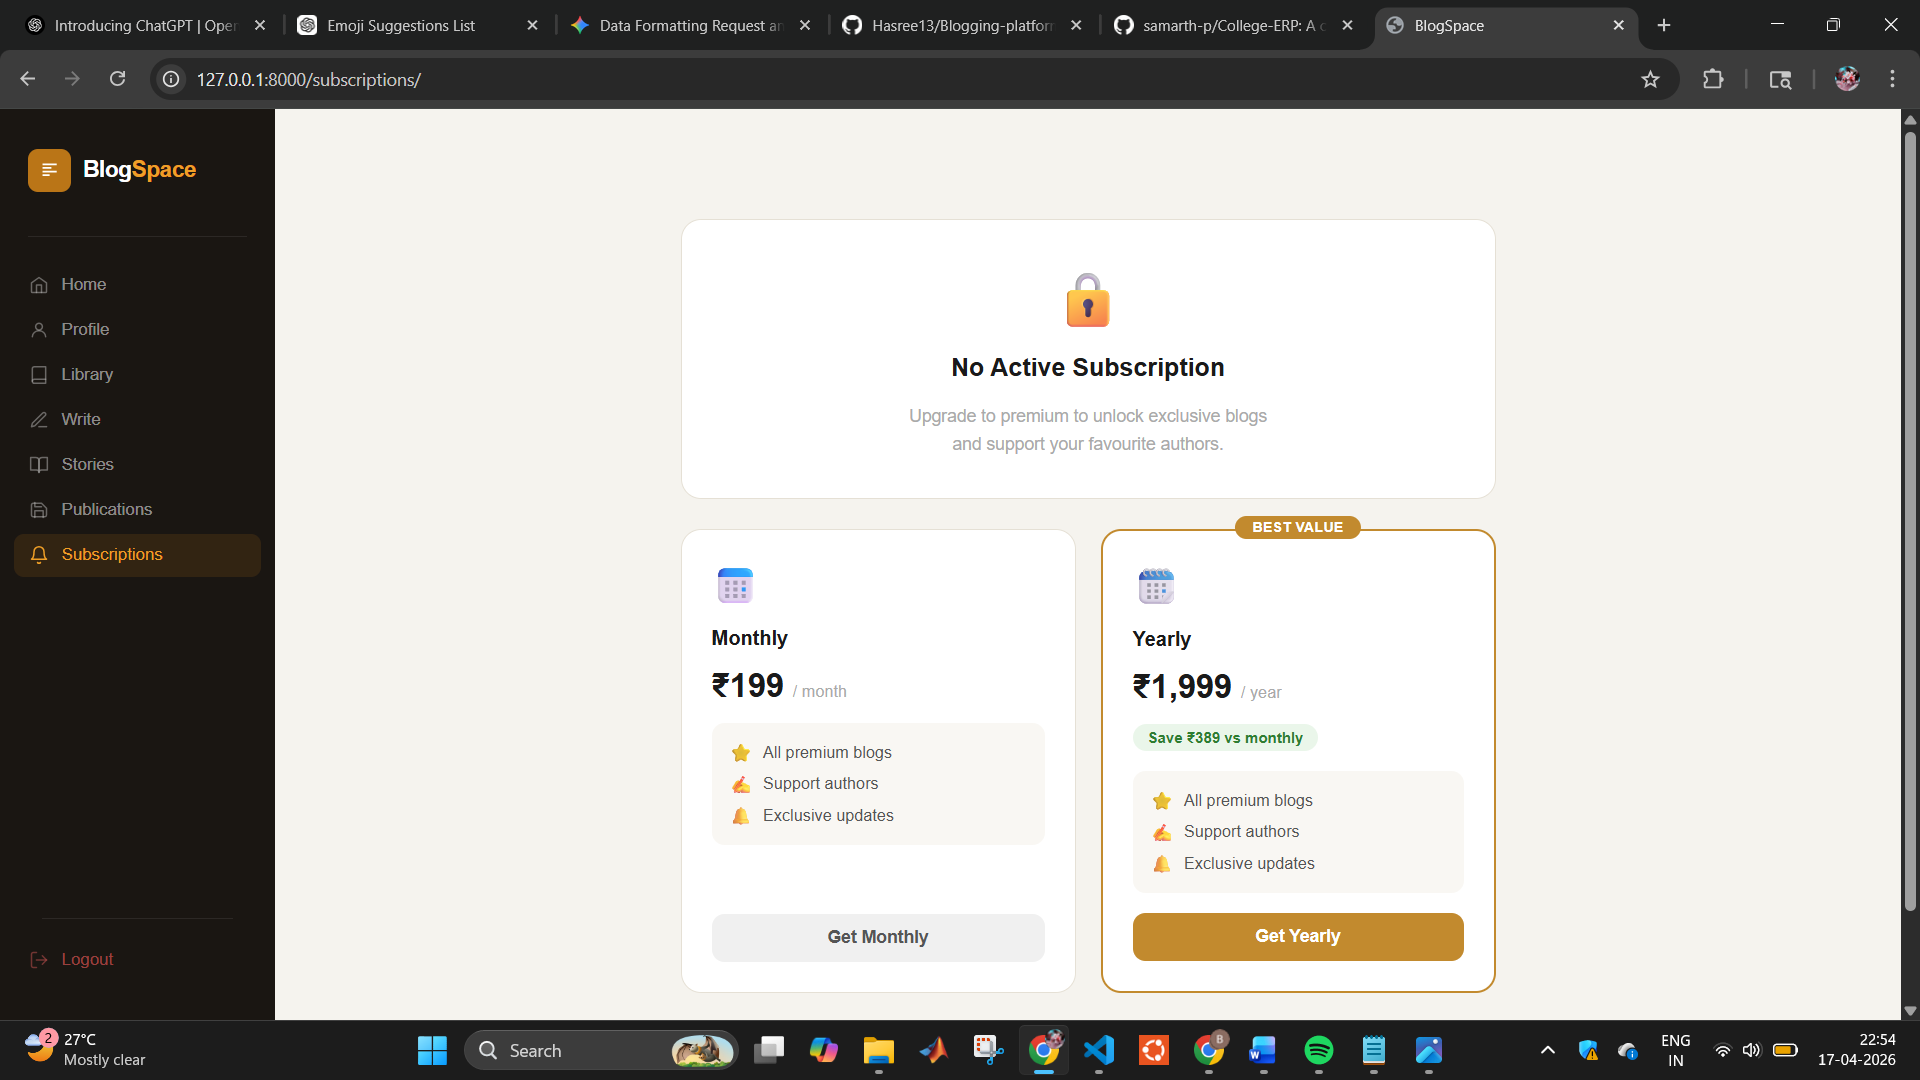 Introducing ChatGPT | Open
Emoji Suggestions List
Data Formatting Request an
Hasree13/Blogging-platform
samarth-p/College-ERP: A c
BlogSpace
127.0.0.1:8000/subscriptions/
BlogSpace
Home
Profile
Library
Write
Stories
Publications
Subscriptions
Logout
No Active Subscription
Upgrade to premium to unlock exclusive blogs
and support your favourite authors.
Monthly
₹199 / month
All premium blogs
Support authors
Exclusive updates
Get Monthly
BEST VALUE
Yearly
₹1,999 / year
Save ₹389 vs monthly
All premium blogs
Support authors
Exclusive updates
Get Yearly
2
27°C
Mostly clear
Search
B
W
ENG
IN
22:54
17-04-2026